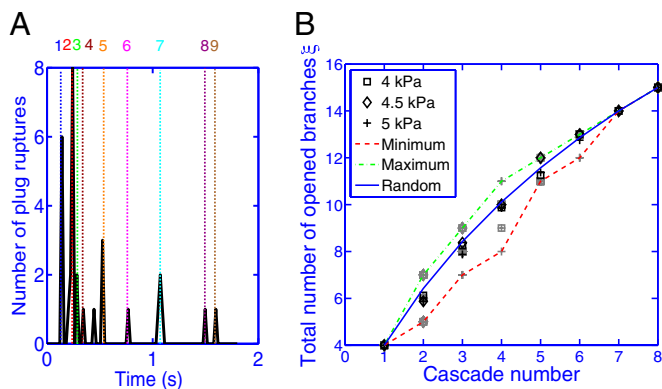 A
1 2 3 4 5 6 7 8 9
8
6
4
2
0
0 1 2
Number of plug ruptures
Time (s)
B
16
14
12
10
8
6
4
0 1 2 3 4 5 6 7 8
Total number of opened branches ξ
Cascade number
4 kPa
4.5 kPa
5 kPa
Minimum
Maximum
Random